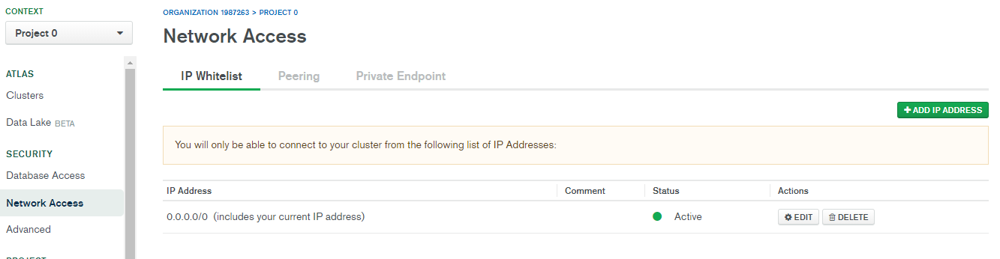 CONTEXT
Project 0
ATLAS
Clusters
Data Lake BETA
SECURITY
Database Access
Network Access
Advanced
PROJECT
ORGANIZATION 1987263 > PROJECT 0
Network Access
IP Whitelist Peering Private Endpoint
+ ADD IP ADDRESS
You will only be able to connect to your cluster from the following list of IP Addresses:
IP Address Comment Status Actions
0.0.0.0/0 (includes your current IP address) Active EDIT DELETE